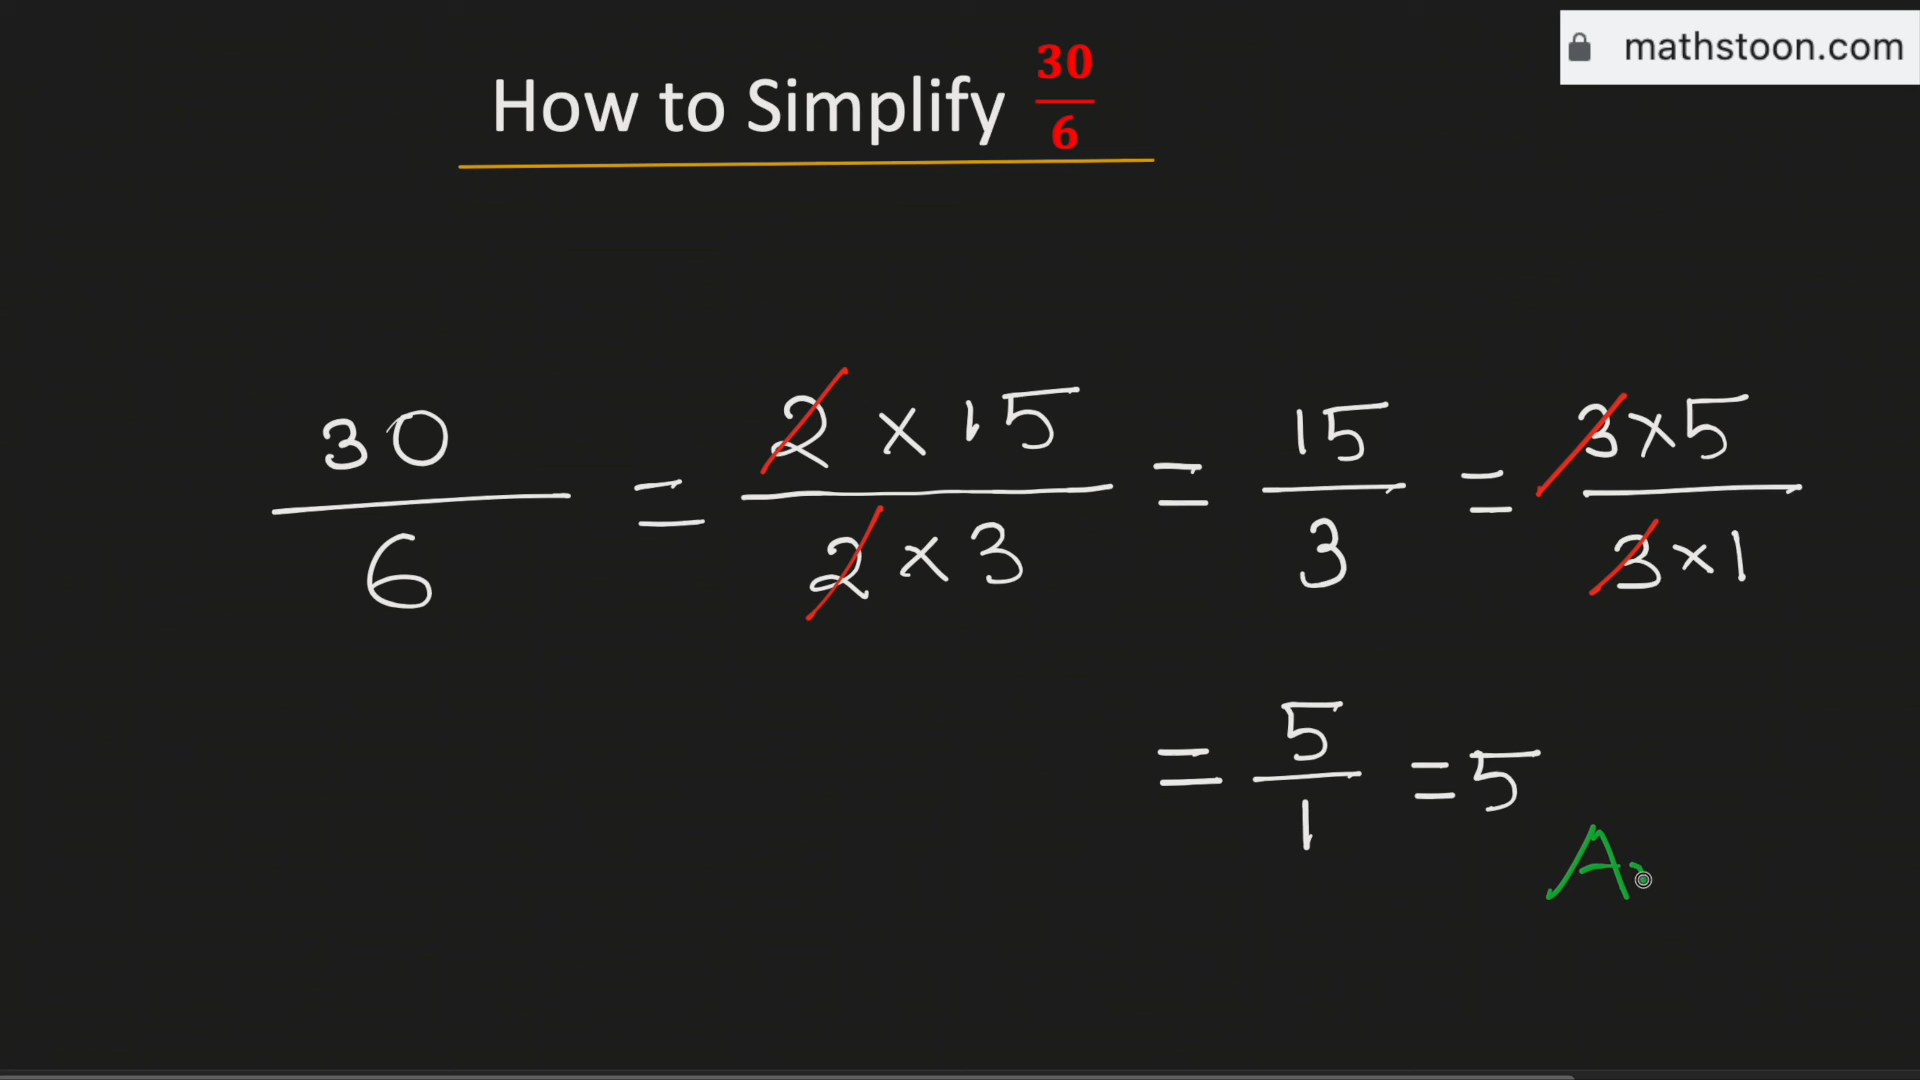 mathstoon.com
How to Simplify 30/6
30/6 = 2 × 15 / 2 × 3 = 15/3 = 3 × 5 / 3 × 1
= 5/1 = 5
A